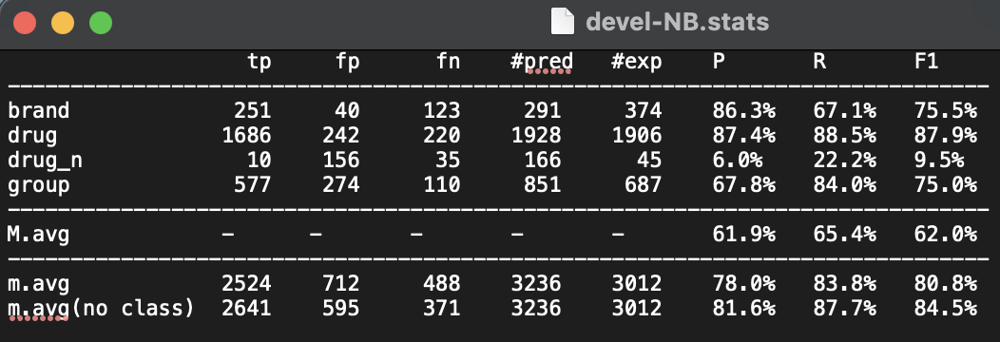 devel-NB.stats
tp fp fn #pred #exp P R F1
------------------------------------------------------------------------------
brand 251 40 123 291 374 86.3% 67.1% 75.5%
drug 1686 242 220 1928 1906 87.4% 88.5% 87.9%
drug_n 10 156 35 166 45 6.0% 22.2% 9.5%
group 577 274 110 851 687 67.8% 84.0% 75.0%
------------------------------------------------------------------------------
M.avg - - - - - 61.9% 65.4% 62.0%
------------------------------------------------------------------------------
m.avg 2524 712 488 3236 3012 78.0% 83.8% 80.8%
m.avg(no class) 2641 595 371 3236 3012 81.6% 87.7% 84.5%